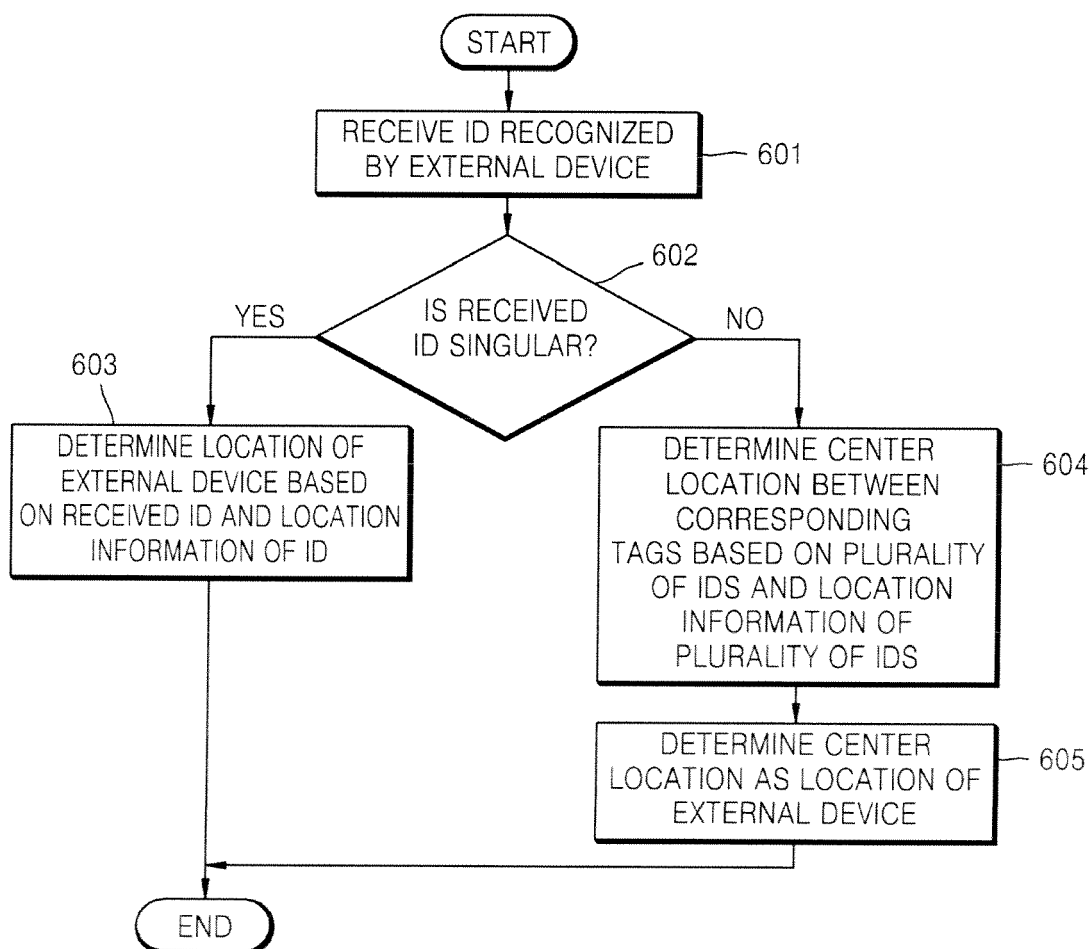 START
RECEIVE ID RECOGNIZED
BY EXTERNAL DEVICE
601
602
IS RECEIVED
ID SINGULAR?
YES
NO
603
DETERMINE LOCATION OF
EXTERNAL DEVICE BASED
ON RECEIVED ID AND LOCATION
INFORMATION OF ID
DETERMINE CENTER
LOCATION BETWEEN
CORRESPONDING
TAGS BASED ON PLURALITY
OF IDS AND LOCATION
INFORMATION OF
PLURALITY OF IDS
604
DETERMINE CENTER
LOCATION AS LOCATION OF
EXTERNAL DEVICE
605
END